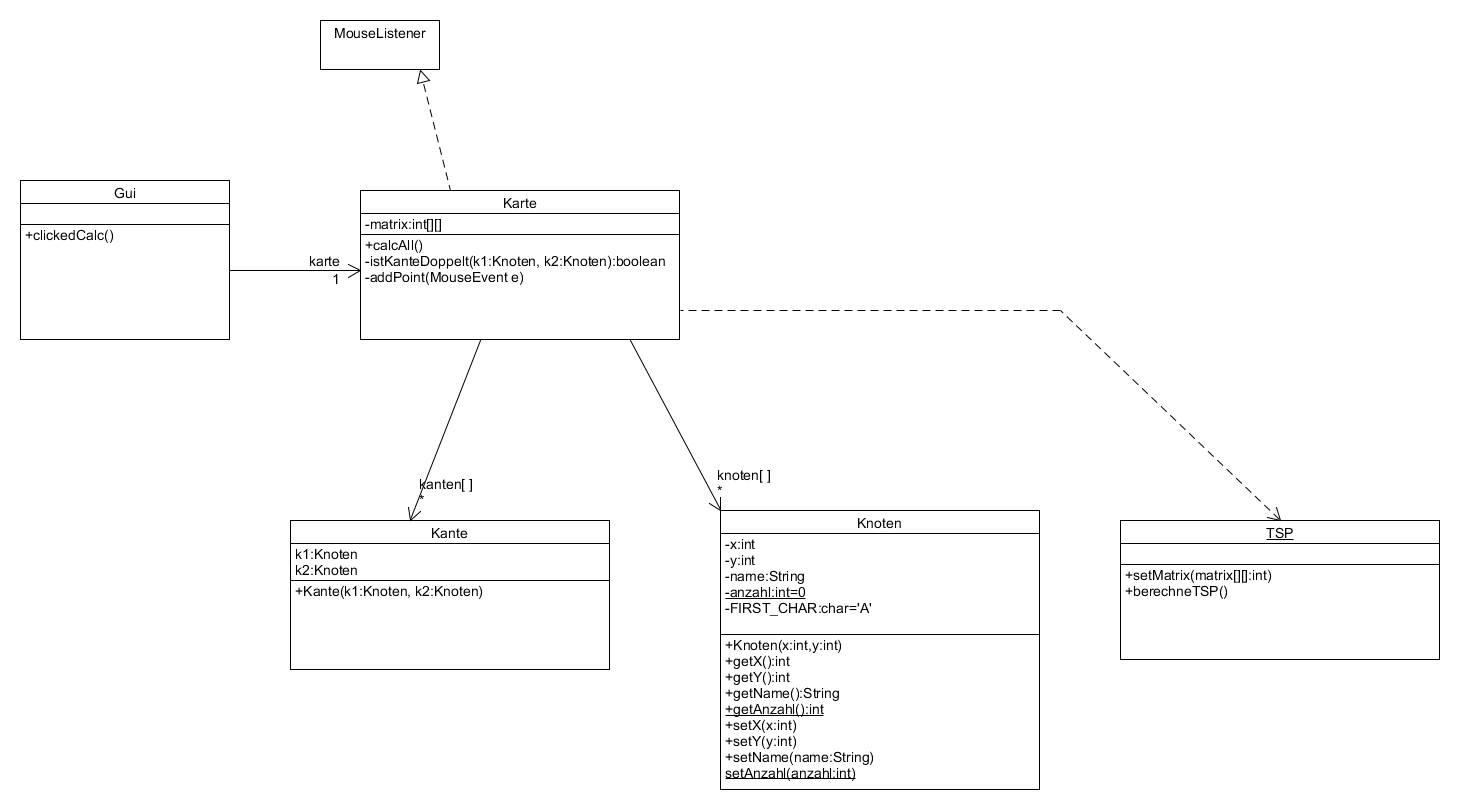 MouseListener
Gui
+clickedCalc()
karte
1
Karte
-matrix:int[][]
+calcAll()
-istKanteDoppelt(k1:Knoten, k2:Knoten):boolean
-addPoint(MouseEvent e)
kanten[ ]
*
knoten[ ]
*
Kante
k1:Knoten
k2:Knoten
+Kante(k1:Knoten, k2:Knoten)
Knoten
-x:int
-y:int
-name:String
-anzahl:int=0
-FIRST_CHAR:char='A'
+Knoten(x:int,y:int)
+getX():int
+getY():int
+getName():String
+getAnzahl():int
+setX(x:int)
+setY(y:int)
+setName(name:String)
setAnzahl(anzahl:int)
TSP
+setMatrix(matrix[][]:int)
+berechneTSP()